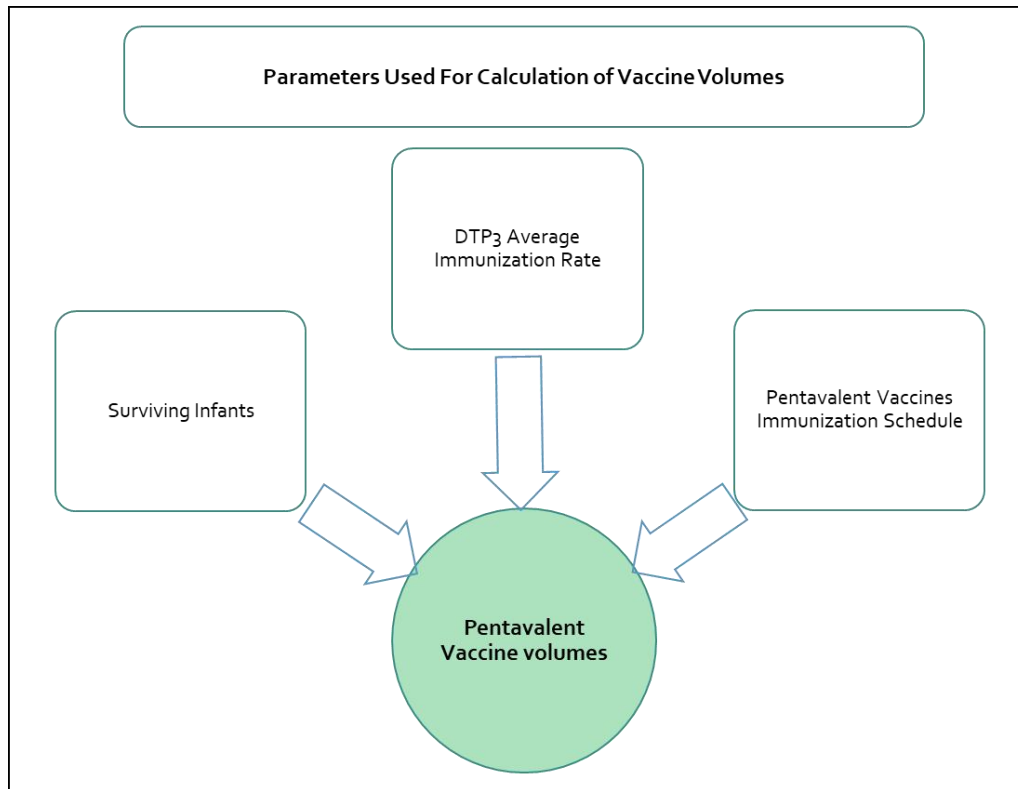 Parameters Used For Calculation of Vaccine Volumes
DTP3 Average
Immunization Rate
Surviving Infants
Pentavalent Vaccines
Immunization Schedule
Pentavalent
Vaccine volumes